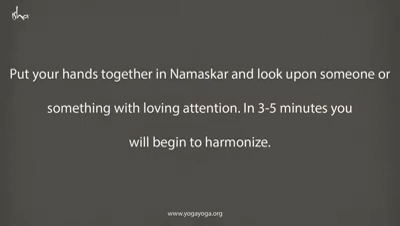 isha
Put your hands together in Namaskar and look upon someone or
something with loving attention. In 3-5 minutes you
will begin to harmonize.
www.yogayoga.org